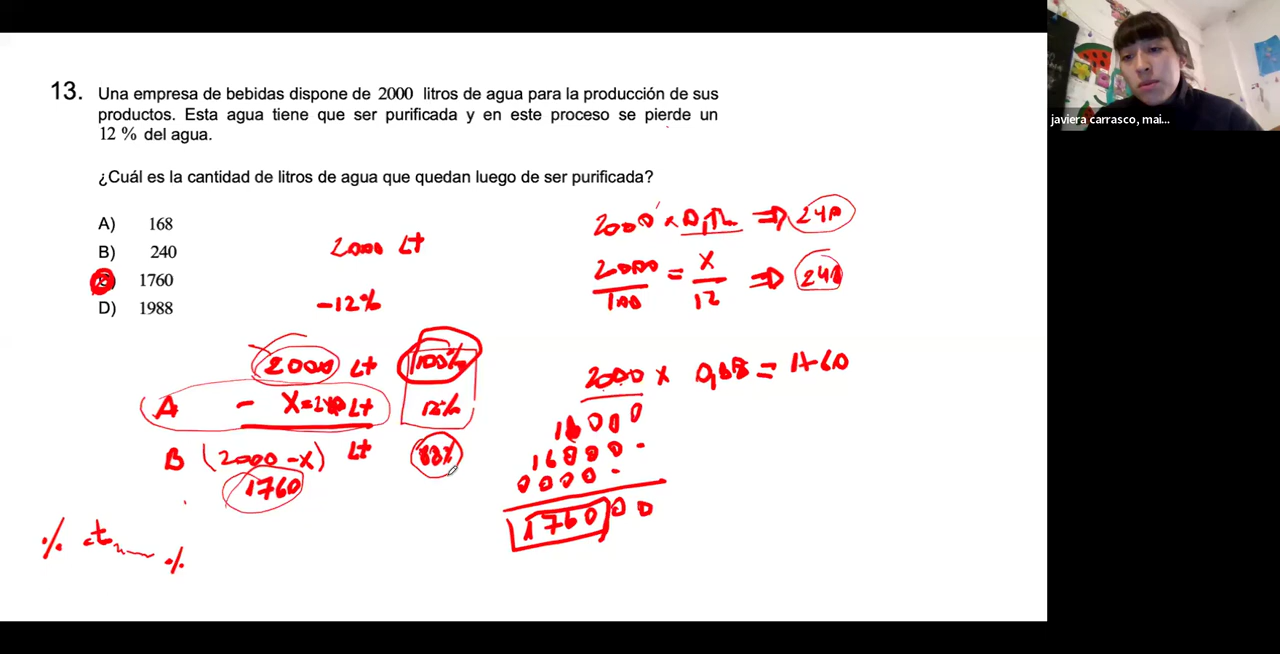 13. Una empresa de bebidas dispone de 2000 litros de agua para la producción de sus
productos. Esta agua tiene que ser purificada y en este proceso se pierde un
12 % del agua.
¿Cuál es la cantidad de litros de agua que quedan luego de ser purificada?
A) 168
B) 240
C) 1760
D) 1988
2000 Lt
-12%
2000 Lt 100%
A - X=240 Lt 12%
B (2000 - X) Lt 88%
1760
% %
2000 × 0,12 ⇒ 240
2000/100 = X/12 ⇒ 240
2000 × 0,88 = 1760
16000
16000
0000
176000
javiera carrasco, mai...